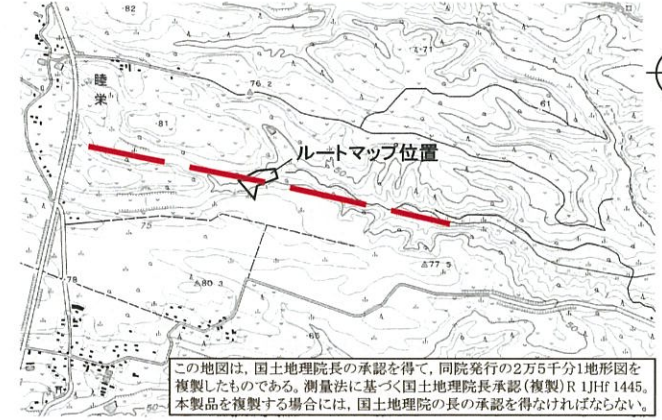 82
71
睦栄
76.2
61
81
ルートマップ位置
50
75
78
80.3
77.5
65
50
この地図は，国土地理院長の承認を得て，同院発行の2万5千分1地形図を
複製したものである。測量法に基づく国土地理院長承認（複製）R 1JHf 1445。
本製品を複製する場合には，国土地理院の長の承認を得なければならない。